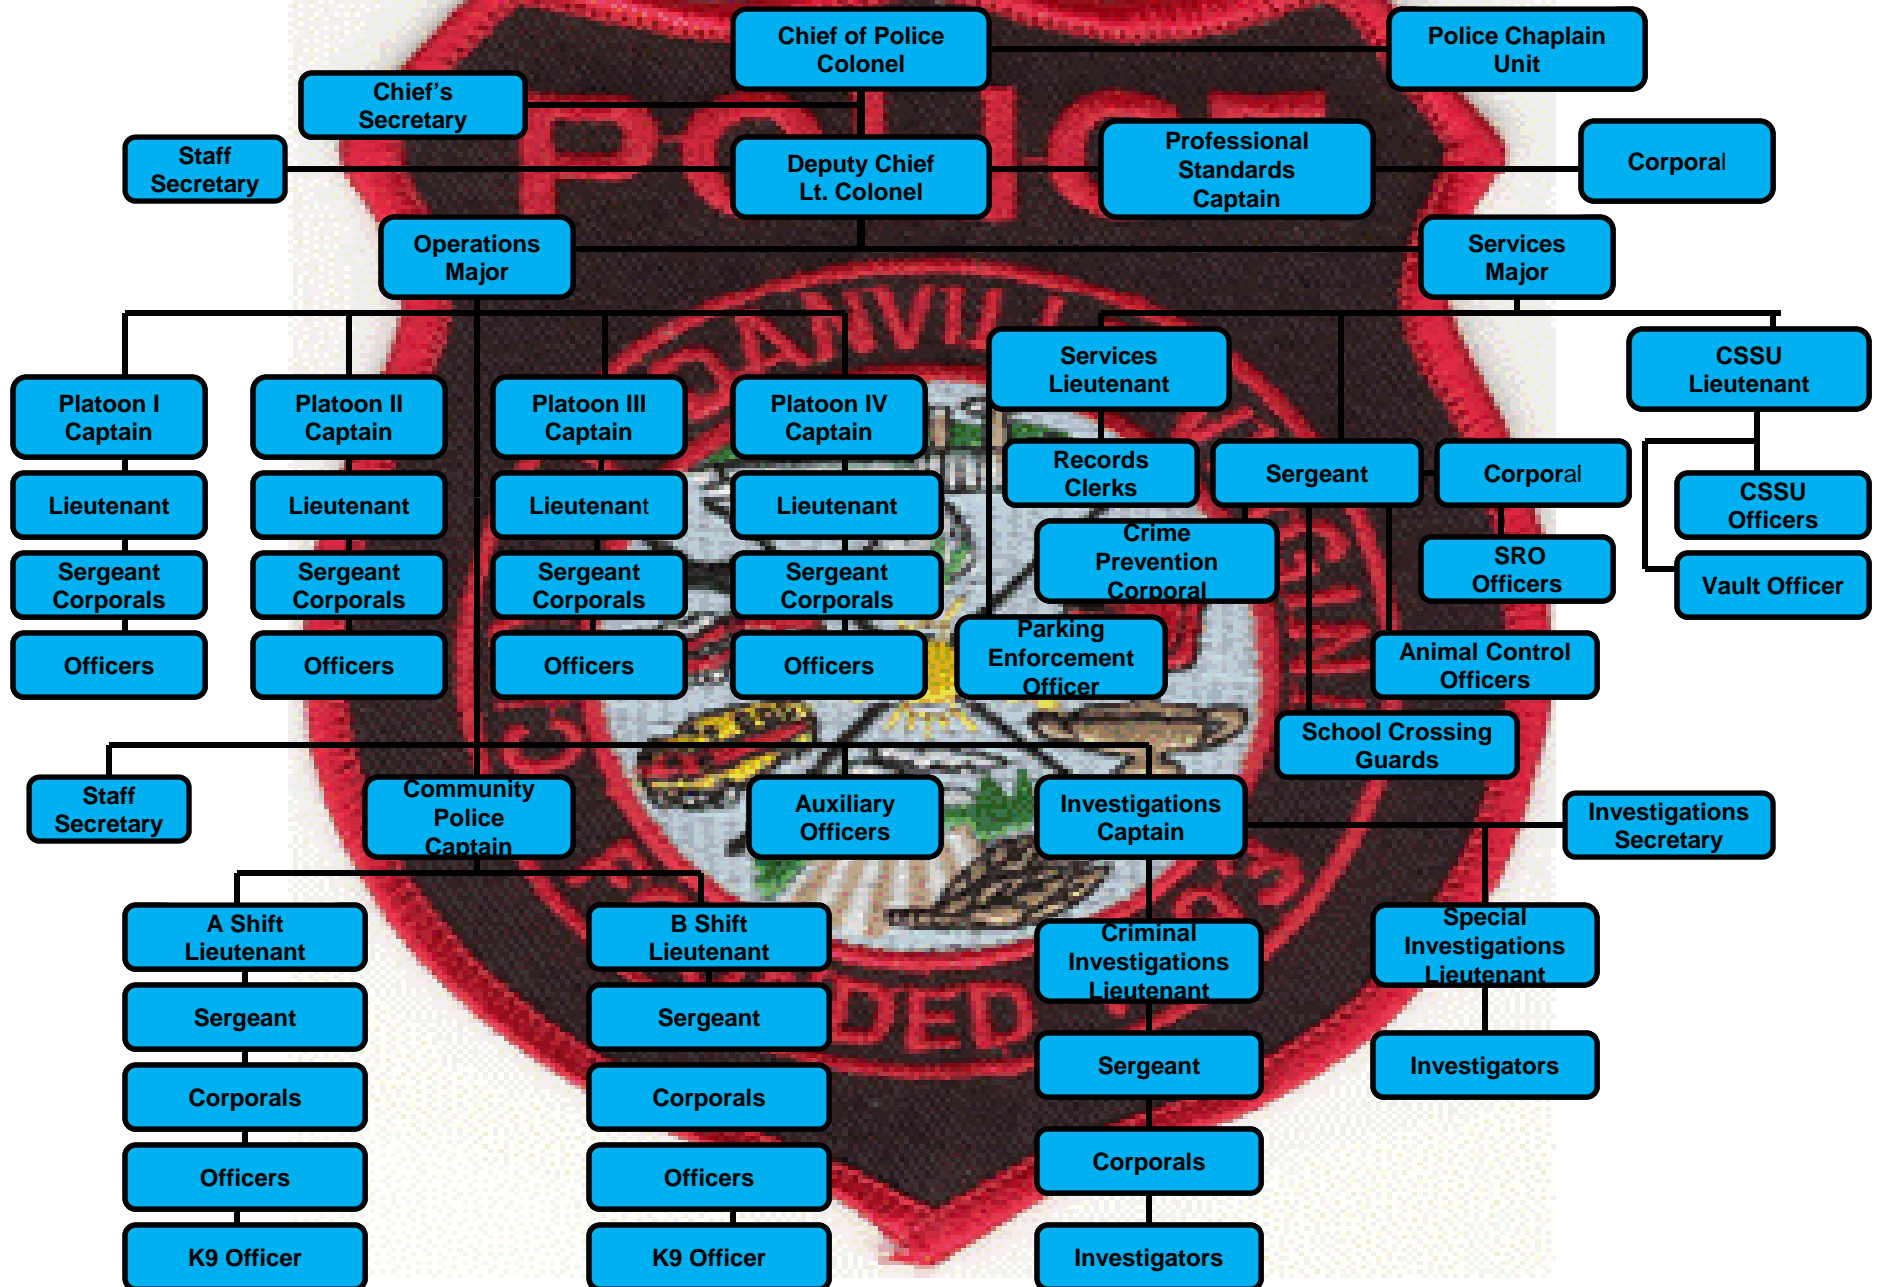 Chief of Police
Colonel
Police Chaplain
Unit
Chief's
Secretary
Staff
Secretary
Deputy Chief
Lt. Colonel
Professional
Standards
Captain
Corporal
Operations
Major
Services
Major
POLICE
DANVILLE
Services
Lieutenant
CSSU
Lieutenant
Platoon I
Captain
Platoon II
Captain
Platoon III
Captain
Platoon IV
Captain
Records
Clerks
Sergeant
Corporal
Lieutenant
Lieutenant
Lieutenant
Lieutenant
CSSU
Officers
Crime
Prevention
Corporal
SRO
Officers
Vault Officer
Sergeant
Corporals
Sergeant
Corporals
Sergeant
Corporals
Sergeant
Corporals
Parking
Enforcement
Officer
Animal Control
Officers
Officers
Officers
Officers
Officers
School Crossing
Guards
Staff
Secretary
Community
Police
Captain
Auxiliary
Officers
Investigations
Captain
Investigations
Secretary
A Shift
Lieutenant
B Shift
Lieutenant
Criminal
Investigations
Lieutenant
Special
Investigations
Lieutenant
Sergeant
Sergeant
Sergeant
Investigators
Corporals
Corporals
Corporals
Officers
Officers
K9 Officer
K9 Officer
Investigators